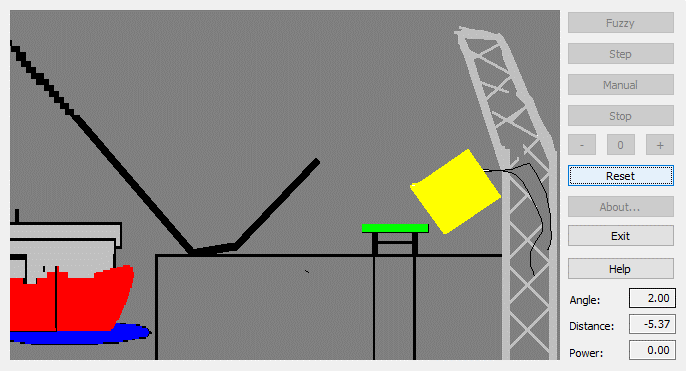 Fuzzy
Step
Manual
Stop
- 0 +
Reset
About...
Exit
Help
Angle: 2.00
Distance: -5.37
Power: 0.00